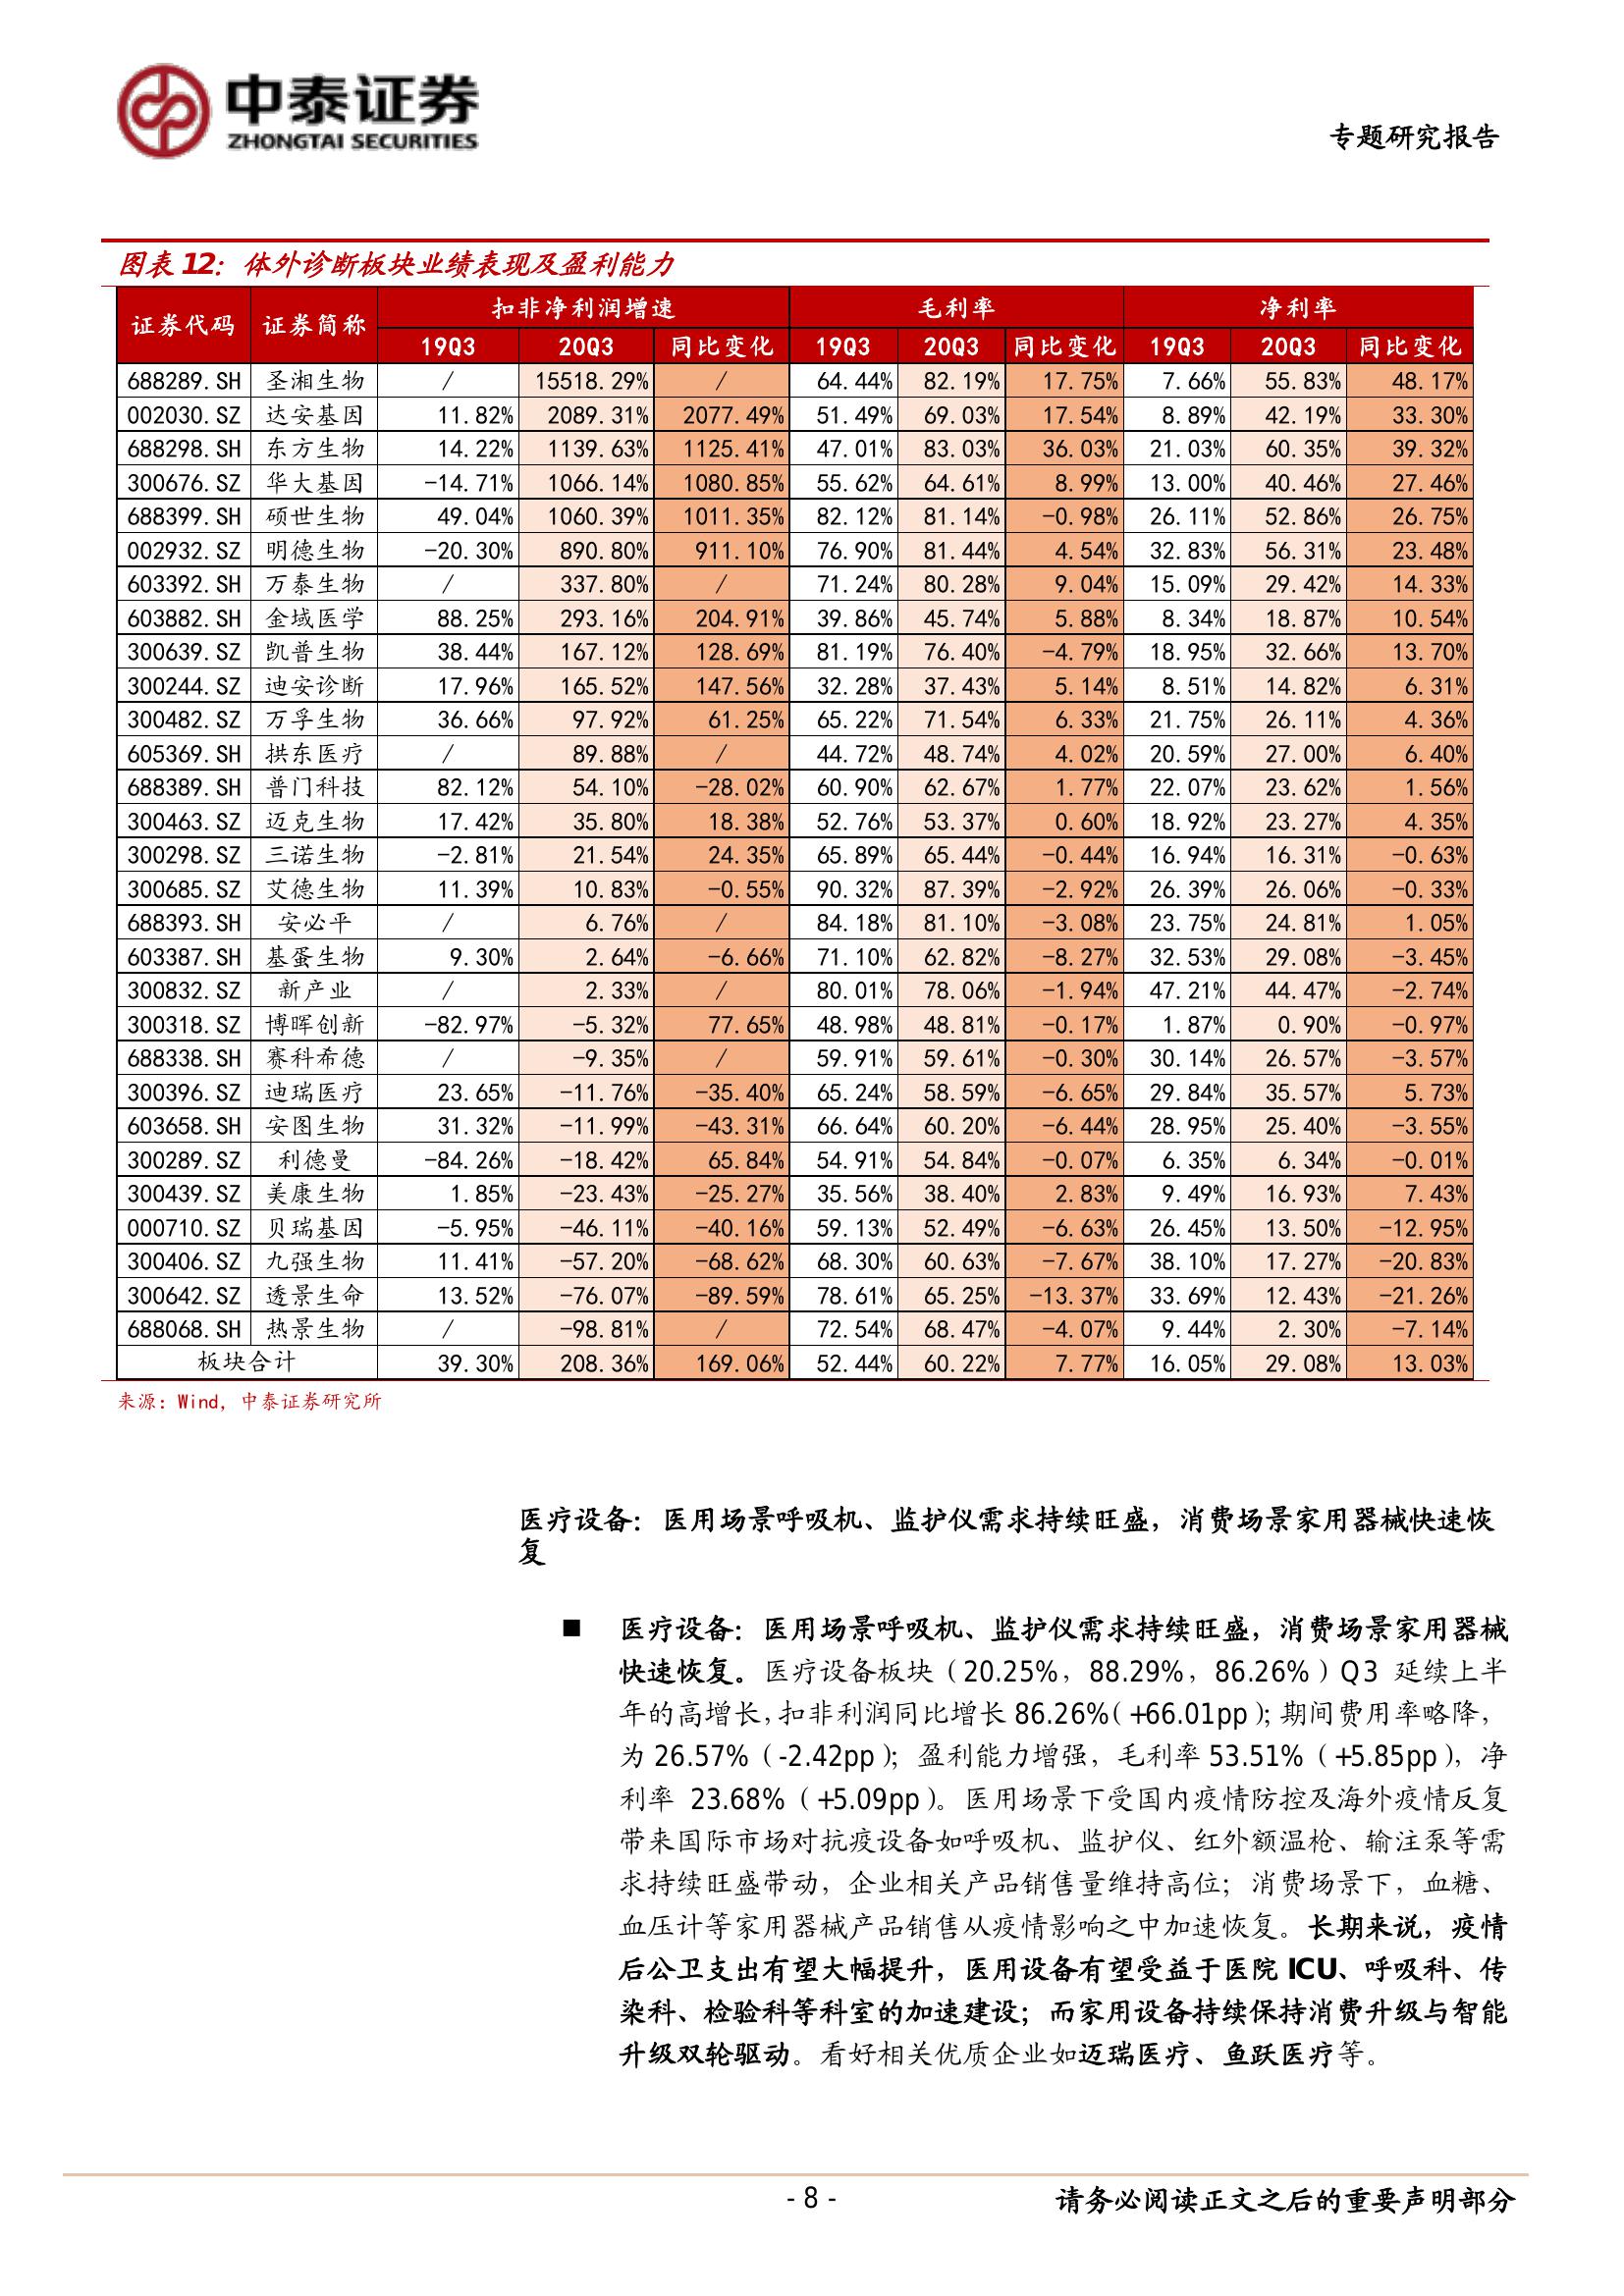 中泰证券
ZHONGTAI SECURITIES
专题研究报告
图表 12：体外诊断板块业绩表现及盈利能力
证券代码 证券简称 扣非净利润增速 毛利率 净利率
19Q3 20Q3 同比变化 19Q3 20Q3 同比变化 19Q3 20Q3 同比变化
688289.SH 圣湘生物 / 15518.29% / 64.44% 82.19% 17.75% 7.66% 55.83% 48.17%
002030.SZ 达安基因 11.82% 2089.31% 2077.49% 51.49% 69.03% 17.54% 8.89% 42.19% 33.30%
688298.SH 东方生物 14.22% 1139.63% 1125.41% 47.01% 83.03% 36.03% 21.03% 60.35% 39.32%
300676.SZ 华大基因 -14.71% 1066.14% 1080.85% 55.62% 64.61% 8.99% 13.00% 40.46% 27.46%
688399.SH 硕世生物 49.04% 1060.39% 1011.35% 82.12% 81.14% -0.98% 26.11% 52.86% 26.75%
002932.SZ 明德生物 -20.30% 890.80% 911.10% 76.90% 81.44% 4.54% 32.83% 56.31% 23.48%
603392.SH 万泰生物 / 337.80% / 71.24% 80.28% 9.04% 15.09% 29.42% 14.33%
603882.SH 金域医学 88.25% 293.16% 204.91% 39.86% 45.74% 5.88% 8.34% 18.87% 10.54%
300639.SZ 凯普生物 38.44% 167.12% 128.69% 81.19% 76.40% -4.79% 18.95% 32.66% 13.70%
300244.SZ 迪安诊断 17.96% 165.52% 147.56% 32.28% 37.43% 5.14% 8.51% 14.82% 6.31%
300482.SZ 万孚生物 36.66% 97.92% 61.25% 65.22% 71.54% 6.33% 21.75% 26.11% 4.36%
605369.SH 拱东医疗 / 89.88% / 44.72% 48.74% 4.02% 20.59% 27.00% 6.40%
688389.SH 普门科技 82.12% 54.10% -28.02% 60.90% 62.67% 1.77% 22.07% 23.62% 1.56%
300463.SZ 迈克生物 17.42% 35.80% 18.38% 52.76% 53.37% 0.60% 18.92% 23.27% 4.35%
300298.SZ 三诺生物 -2.81% 21.54% 24.35% 65.89% 65.44% -0.44% 16.94% 16.31% -0.63%
300685.SZ 艾德生物 11.39% 10.83% -0.55% 90.32% 87.39% -2.92% 26.39% 26.06% -0.33%
688393.SH 安必平 / 6.76% / 84.18% 81.10% -3.08% 23.75% 24.81% 1.05%
603387.SH 基蛋生物 9.30% 2.64% -6.66% 71.10% 62.82% -8.27% 32.53% 29.08% -3.45%
300832.SZ 新产业 / 2.33% / 80.01% 78.06% -1.94% 47.21% 44.47% -2.74%
300318.SZ 博晖创新 -82.97% -5.32% 77.65% 48.98% 48.81% -0.17% 1.87% 0.90% -0.97%
688338.SH 赛科希德 / -9.35% / 59.91% 59.61% -0.30% 30.14% 26.57% -3.57%
300396.SZ 迪瑞医疗 23.65% -11.76% -35.40% 65.24% 58.59% -6.65% 29.84% 35.57% 5.73%
603658.SH 安图生物 31.32% -11.99% -43.31% 66.64% 60.20% -6.44% 28.95% 25.40% -3.55%
300289.SZ 利德曼 -84.26% -18.42% 65.84% 54.91% 54.84% -0.07% 6.35% 6.34% -0.01%
300439.SZ 美康生物 1.85% -23.43% -25.27% 35.56% 38.40% 2.83% 9.49% 16.93% 7.43%
000710.SZ 贝瑞基因 -5.95% -46.11% -40.16% 59.13% 52.49% -6.63% 26.45% 13.50% -12.95%
300406.SZ 九强生物 11.41% -57.20% -68.62% 68.30% 60.63% -7.67% 38.10% 17.27% -20.83%
300642.SZ 透景生命 13.52% -76.07% -89.59% 78.61% 65.25% -13.37% 33.69% 12.43% -21.26%
688068.SH 热景生物 / -98.81% / 72.54% 68.47% -4.07% 9.44% 2.30% -7.14%
板块合计 39.30% 208.36% 169.06% 52.44% 60.22% 7.77% 16.05% 29.08% 13.03%
来源：Wind，中泰证券研究所
医疗设备：医用场景呼吸机、监护仪需求持续旺盛，消费场景家用器械快速恢
复
■ 医疗设备：医用场景呼吸机、监护仪需求持续旺盛，消费场景家用器械
快速恢复。医疗设备板块（20.25%，88.29%，86.26%）Q3 延续上半
年的高增长，扣非利润同比增长 86.26%（+66.01pp）；期间费用率略降，
为 26.57%（-2.42pp）；盈利能力增强，毛利率 53.51%（+5.85pp），净
利率 23.68%（+5.09pp）。医用场景下受国内疫情防控及海外疫情反复
带来国际市场对抗疫设备如呼吸机、监护仪、红外额温枪、输注泵等需
求持续旺盛带动，企业相关产品销售量维持高位；消费场景下，血糖、
血压计等家用器械产品销售从疫情影响之中加速恢复。长期来说，疫情
后公卫支出有望大幅提升，医用设备有望受益于医院 ICU、呼吸科、传
染科、检验科等科室的加速建设；而家用设备持续保持消费升级与智能
升级双轮驱动。看好相关优质企业如迈瑞医疗、鱼跃医疗等。
- 8 -
请务必阅读正文之后的重要声明部分